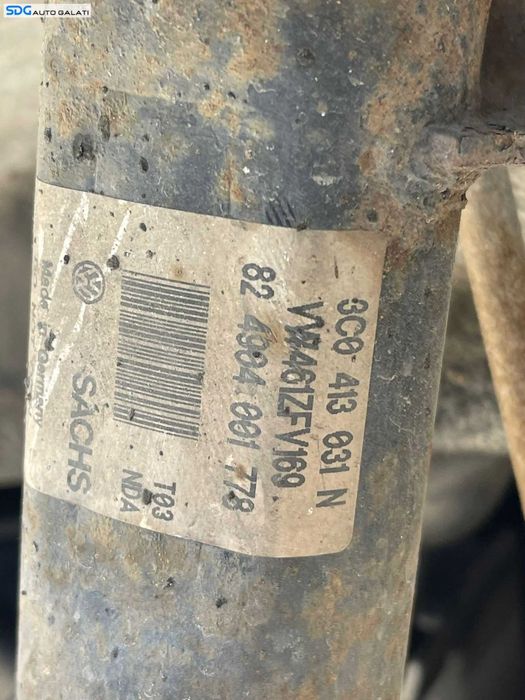 SDG AUTO GALATI
3C0 413 031 N
VW461ZFV169
82 4904 001 778
T03
NDA
SACHS
Made in Germany